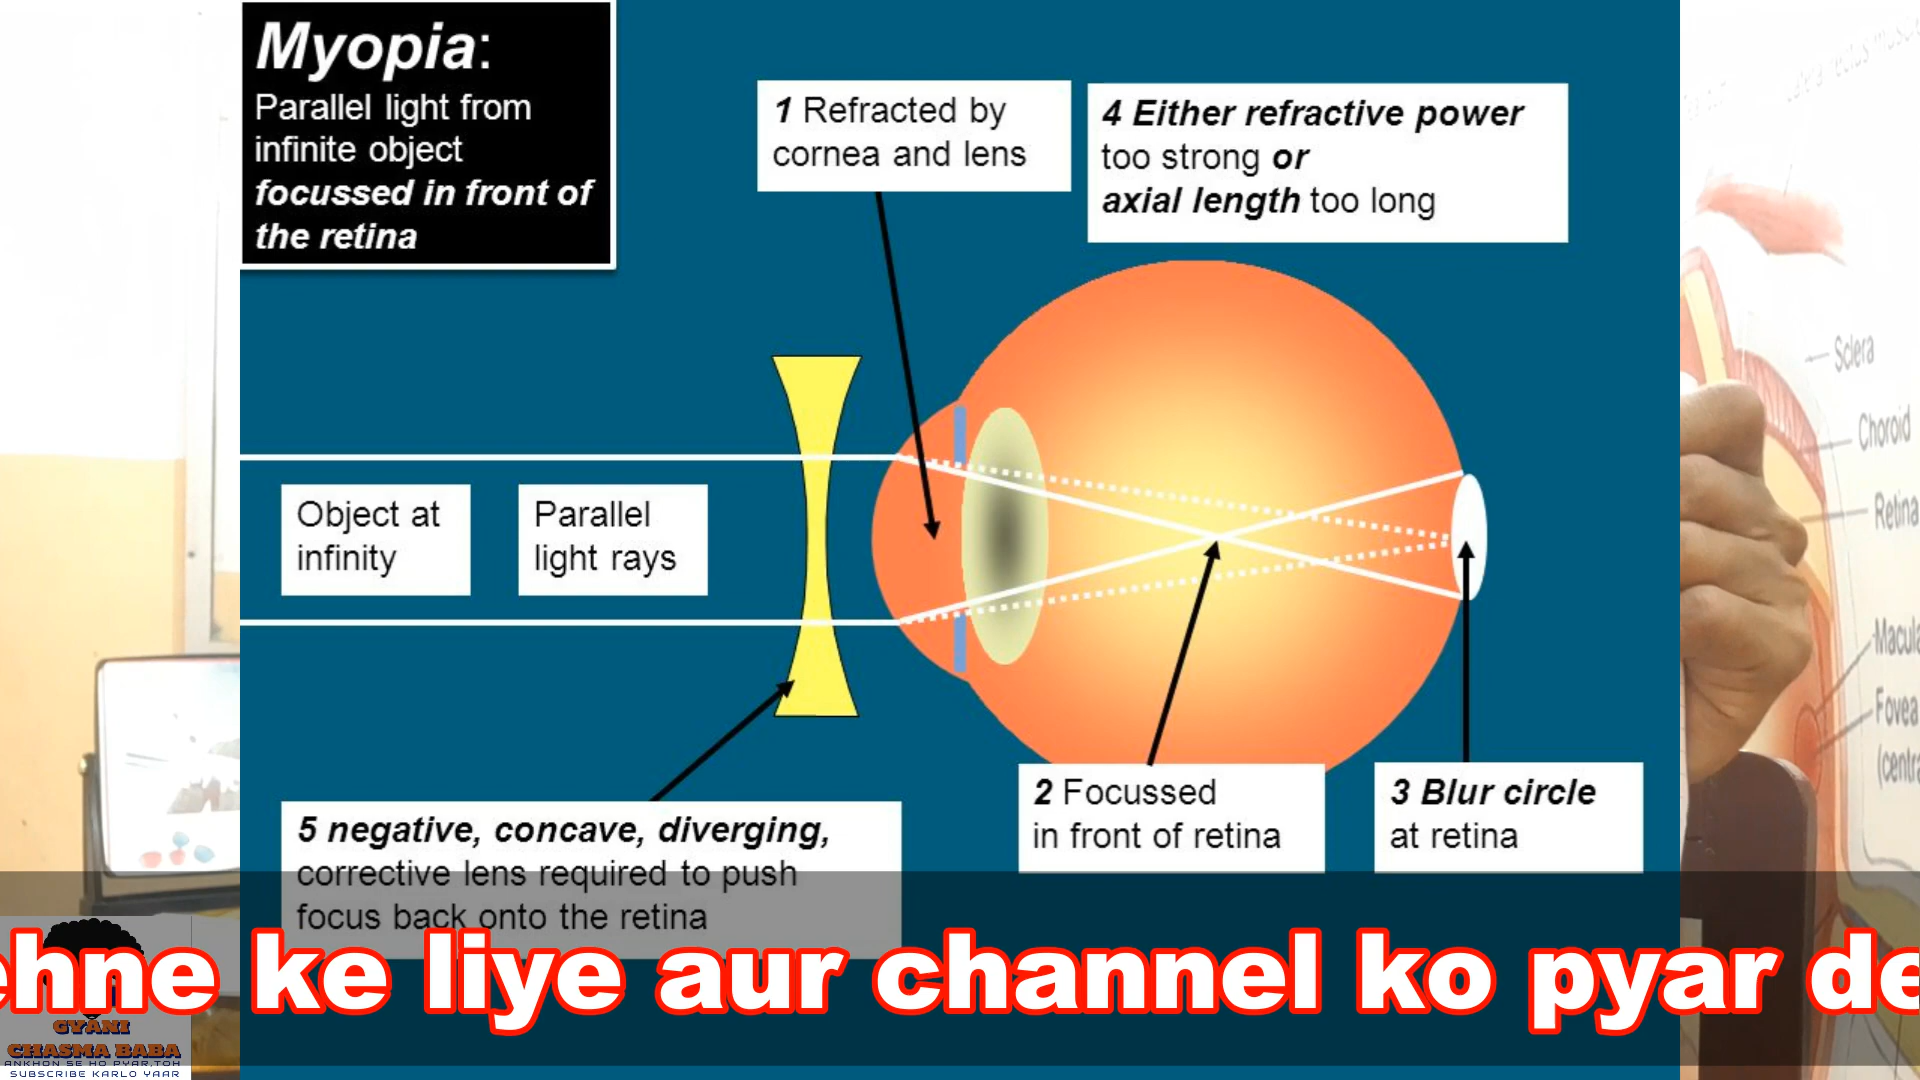 Myopia:
Parallel light from
infinite object
focussed in front of
the retina
1 Refracted by
cornea and lens
4 Either refractive power
too strong or
axial length too long
Object at
infinity
Parallel
light rays
5 negative, concave, diverging,
corrective lens required to push
focus back onto the retina
2 Focussed
in front of retina
3 Blur circle
at retina
Sclera
Choroid
Retina
Macula
Fovea
ehne ke liye aur channel ko pyar de
GYANI
CHASMA BABA
ANKHON SE HO PYAR,TOH
SUBSCRIBE KARLO YAAR